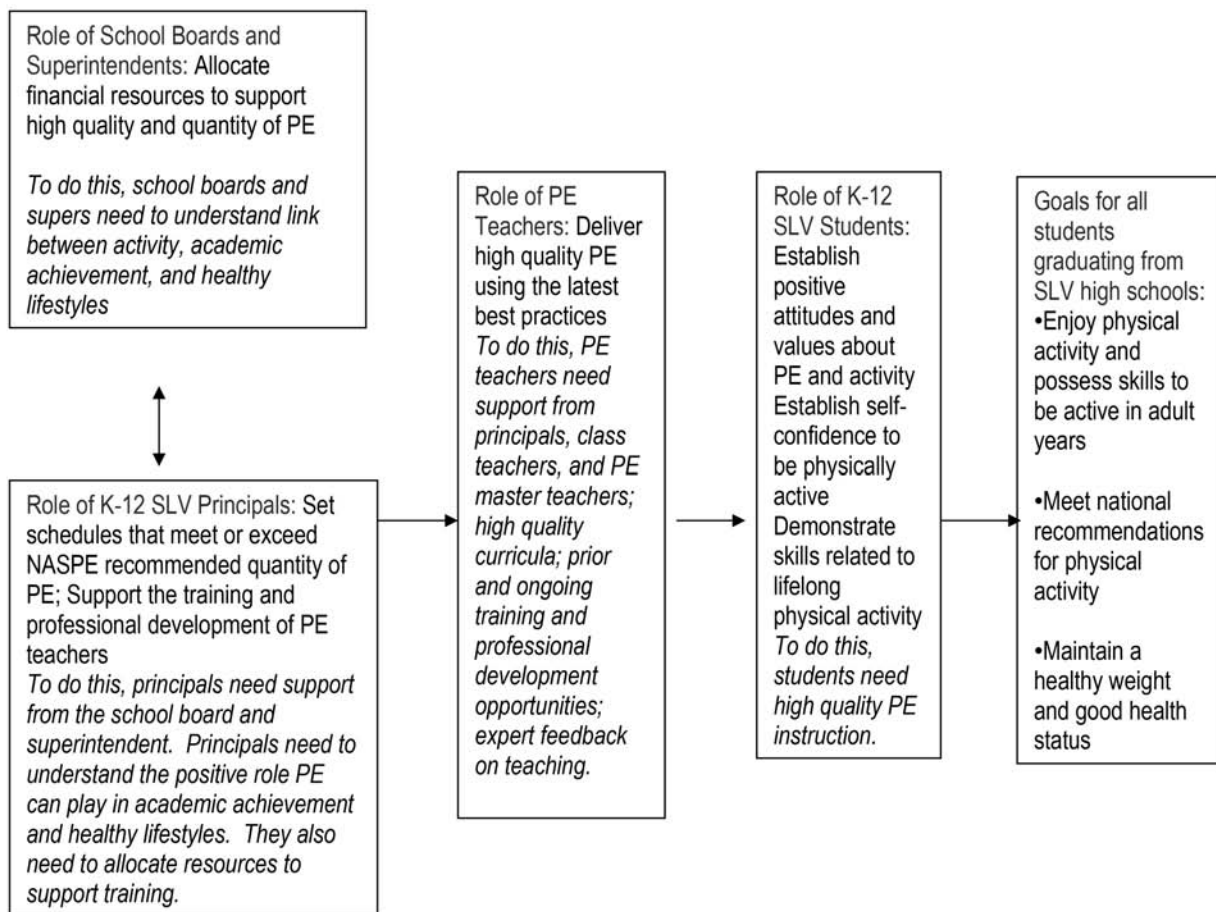 Role of School Boards and
Superintendents: Allocate
financial resources to support
high quality and quantity of PE
To do this, school boards and
supers need to understand link
between activity, academic
achievement, and healthy
lifestyles
Role of K-12 SLV Principals: Set
schedules that meet or exceed
NASPE recommended quantity of
PE; Support the training and
professional development of PE
teachers
To do this, principals need support
from the school board and
superintendent.  Principals need to
understand the positive role PE
can play in academic achievement
and healthy lifestyles.  They also
need to allocate resources to
support training.
Role of PE
Teachers: Deliver
high quality PE
using the latest
best practices
To do this, PE
teachers need
support from
principals, class
teachers, and PE
master teachers;
high quality
curricula; prior
and ongoing
training and
professional
development
opportunities;
expert feedback
on teaching.
Role of K-12
SLV Students:
Establish
positive
attitudes and
values about
PE and activity
Establish self-
confidence to
be physically
active
Demonstrate
skills related to
lifelong
physical activity
To do this,
students need
high quality PE
instruction.
Goals for all
students
graduating from
SLV high schools:
•Enjoy physical
activity and
possess skills to
be active in adult
years
•Meet national
recommendations
for physical
activity
•Maintain a
healthy weight
and good health
status